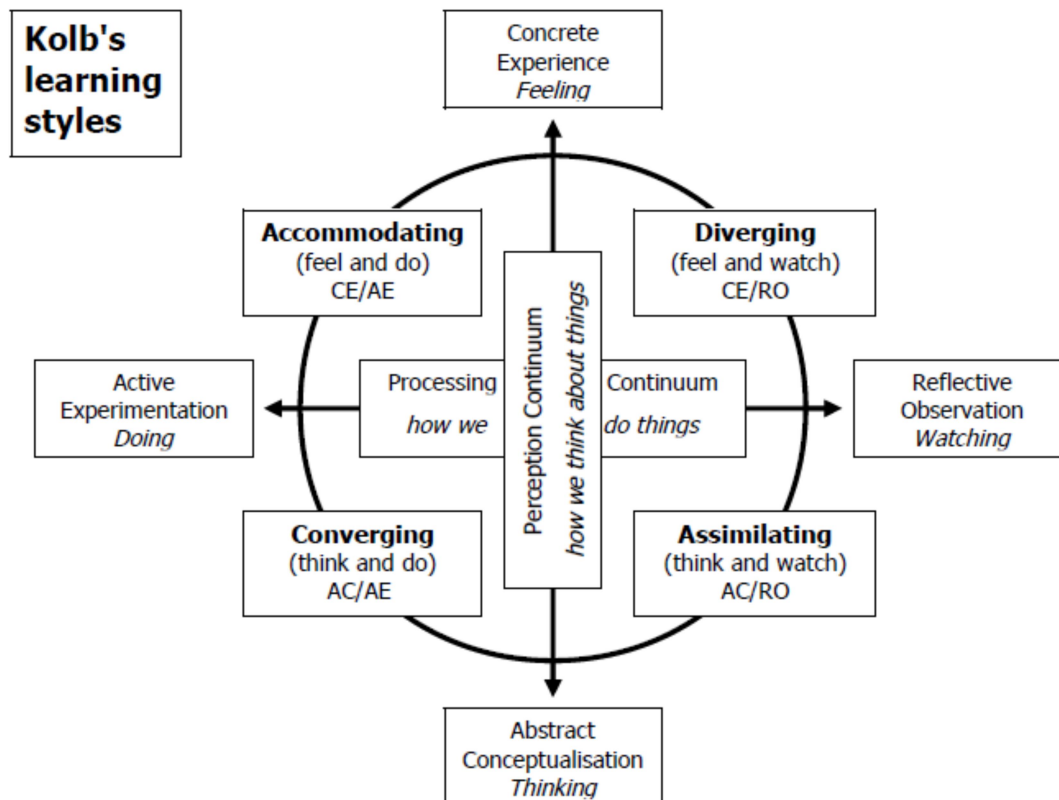 Kolb's
learning
styles
Concrete
Experience
Feeling
Accommodating
(feel and do)
CE/AE
Diverging
(feel and watch)
CE/RO
Active
Experimentation
Doing
Processing
how we
Perception Continuum
how we think about things
Continuum
do things
Reflective
Observation
Watching
Converging
(think and do)
AC/AE
Assimilating
(think and watch)
AC/RO
Abstract
Conceptualisation
Thinking